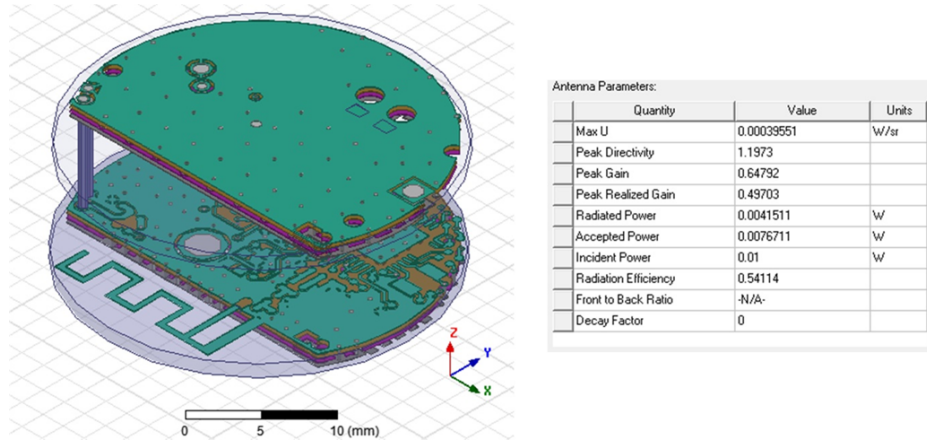 Z
Y
X
0 5 10 (mm)
Antenna Parameters:
Quantity Value Units
Max U 0.00039551 W/sr
Peak Directivity 1.1973
Peak Gain 0.64792
Peak Realized Gain 0.49703
Radiated Power 0.0041511 W
Accepted Power 0.0076711 W
Incident Power 0.01 W
Radiation Efficiency 0.54114
Front to Back Ratio -N/A-
Decay Factor 0